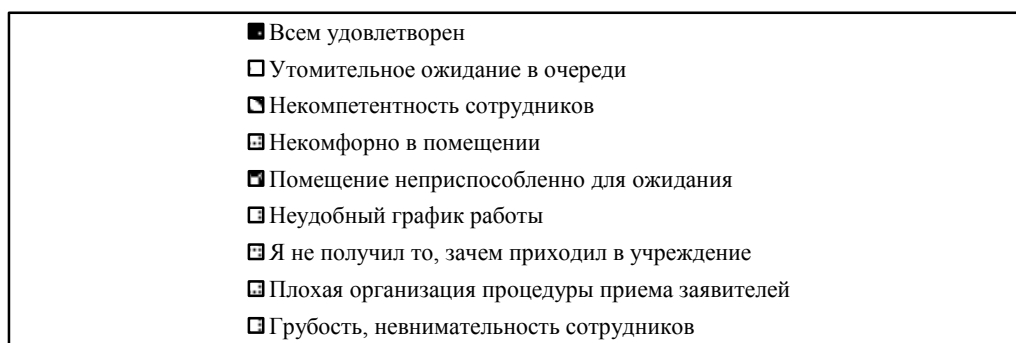 Всем удовлетворен
Утомительное ожидание в очереди
Некомпетентность сотрудников
Некомфорно в помещении
Помещение неприспособленно для ожидания
Неудобный график работы
Я не получил то, зачем приходил в учреждение
Плохая организация процедуры приема заявителей
Грубость, невнимательность сотрудников